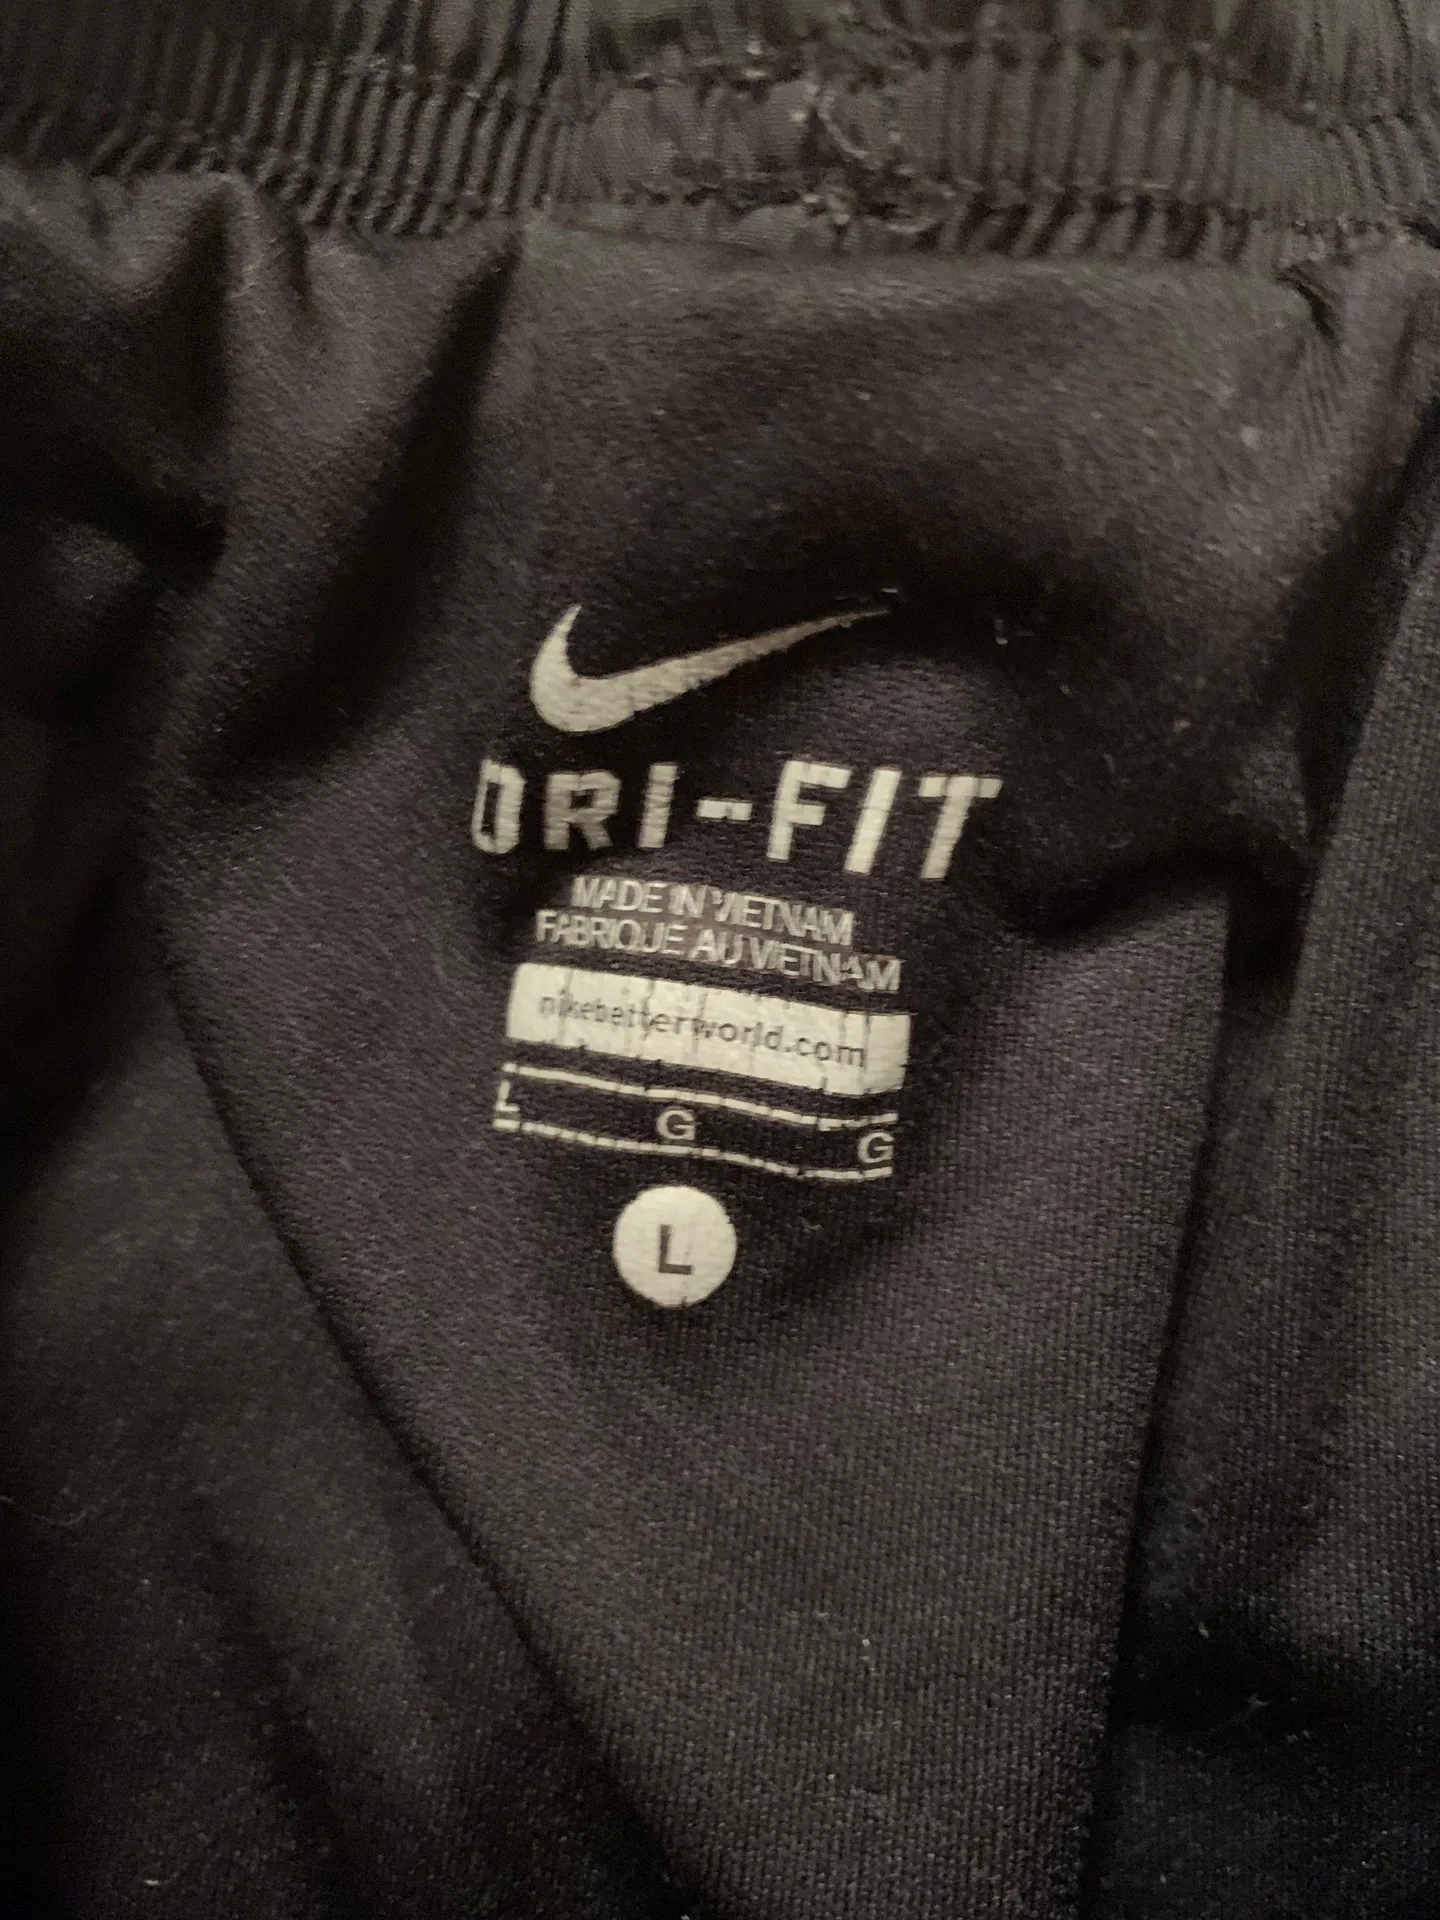 DRI-FIT
MADE IN VIETNAM
FABRIQUE AU VIETNAM
nikebetterworld.com
L G G
L